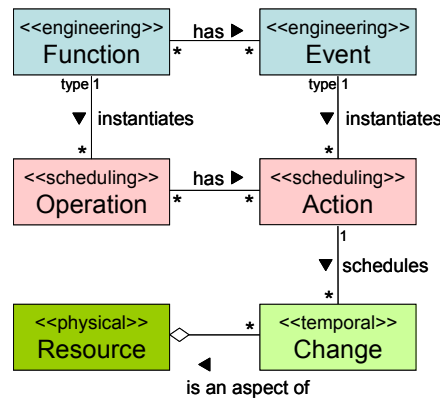 <<engineering>>
Function
has ▶
* *
<<engineering>>
Event
type 1
▼ instantiates
*
type 1
▼ instantiates
*
<<scheduling>>
Operation
has ▶
* *
<<scheduling>>
Action
1
▼ schedules
*
<<physical>>
Resource
*
<<temporal>>
Change
◀
is an aspect of